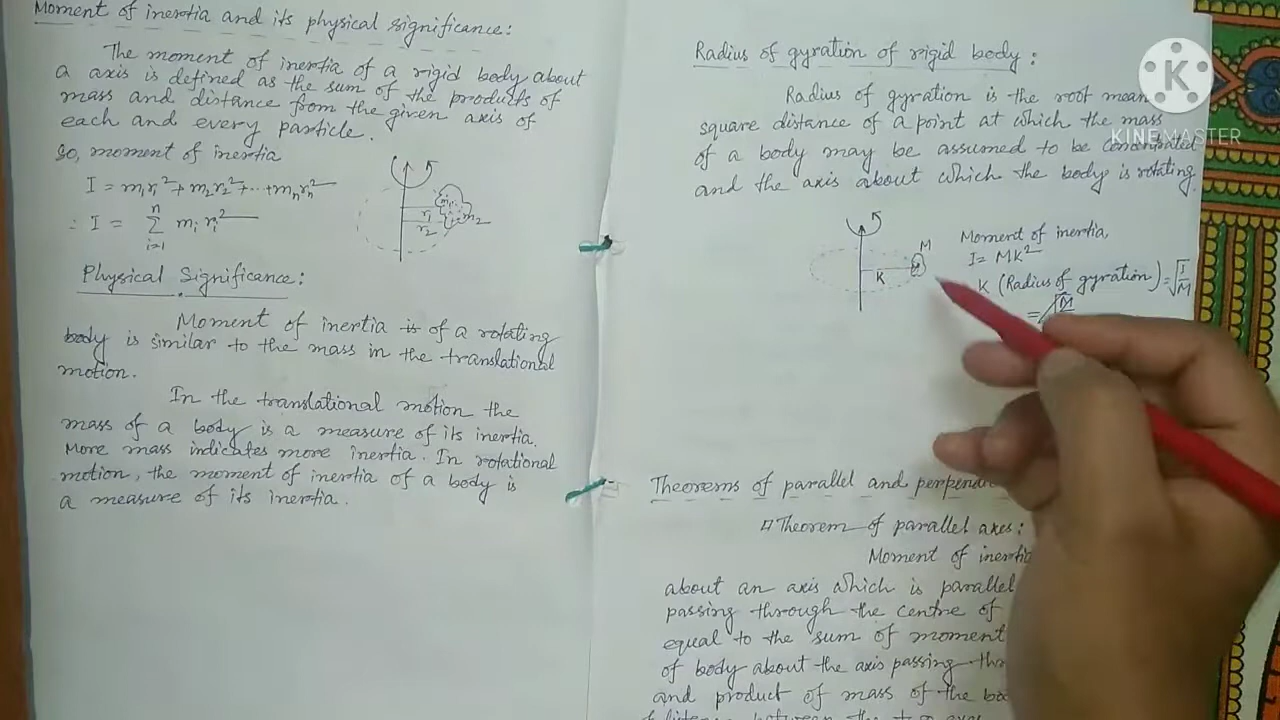 Moment of inertia and its physical significance:
The moment of inertia of a rigid body about
a axis is defined as the sum of the products of
mass and distance from the given axis of
each and every particle.
So, moment of inertia
I = m₁r₁² + m₂r₂² + ... + mₙrₙ²
∴ I = n∑i=1 mᵢ rᵢ²
r₁
r₂
m₁
m₂
Physical Significance:
Moment of inertia is of a rotating
body is similar to the mass in the translational
motion.
In the translational motion the
mass of a body is a measure of its inertia.
More mass indicates more inertia. In rotational
motion, the moment of inertia of a body is
a measure of its inertia.
Radius of gyration of rigid body:
Radius of gyration is the root mean
square distance of a point at which the mass
of a body may be assumed to be concentrated
and the axis about which the body is rotating.
M
K
Moment of inertia,
I = MK²
K (Radius of gyration) = √I/M
Theorems of parallel and
Theorem of parallel axes:
Moment of inertia
about an axis which is parallel
passing through the centre of
equal to the sum of moment
of body about the axis passing
and product of mass of the
between the
K
KINEMASTER